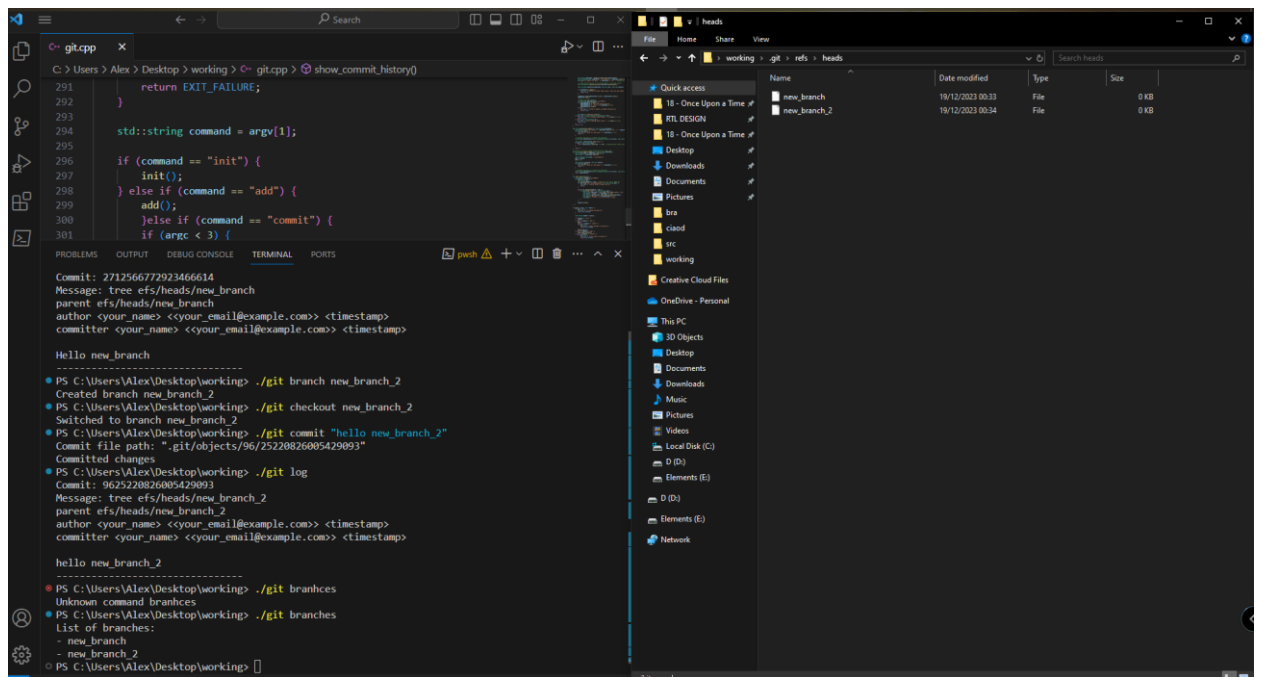 Search
git.cpp
C: > Users > Alex > Desktop > working > git.cpp > show_commit_history()
291 return EXIT_FAILURE;
292 }
293
294 std::string command = argv[1];
295
296 if (command == "init") {
297 init();
298 } else if (command == "add") {
299 add();
300 }else if (command == "commit") {
301 if (argc < 3) {
PROBLEMS OUTPUT DEBUG CONSOLE TERMINAL PORTS
pwsh
Commit: 2712566772923466614
Message: tree efs/heads/new_branch
parent efs/heads/new_branch
author <your_name> <<your_email@example.com>> <timestamp>
committer <your_name> <<your_email@example.com>> <timestamp>
Hello new_branch
---------------------------------
PS C:\Users\Alex\Desktop\working> ./git branch new_branch_2
Created branch new_branch_2
PS C:\Users\Alex\Desktop\working> ./git checkout new_branch_2
Switched to branch new_branch_2
PS C:\Users\Alex\Desktop\working> ./git commit "hello new_branch_2"
Commit file path: ".git/objects/96/25220826005429093"
Committed changes
PS C:\Users\Alex\Desktop\working> ./git log
Commit: 9625220826005429093
Message: tree efs/heads/new_branch_2
parent efs/heads/new_branch_2
author <your_name> <<your_email@example.com>> <timestamp>
committer <your_name> <<your_email@example.com>> <timestamp>
hello new_branch_2
---------------------------------
PS C:\Users\Alex\Desktop\working> ./git branhces
Unknown command branhces
PS C:\Users\Alex\Desktop\working> ./git branches
List of branches:
- new_branch
- new_branch_2
PS C:\Users\Alex\Desktop\working>
heads
File Home Share View
working > .git > refs > heads
Search heads
Name Date modified Type Size
new_branch 19/12/2023 00:33 File 0 KB
new_branch_2 19/12/2023 00:34 File 0 KB
Quick access
18 - Once Upon a Time
RTL DESIGN
18 - Once Upon a Time
Desktop
Downloads
Documents
Pictures
bra
ciaod
src
working
Creative Cloud Files
OneDrive - Personal
This PC
3D Objects
Desktop
Documents
Downloads
Music
Pictures
Videos
Local Disk (C:)
D (D:)
Elements (E:)
D (D:)
Elements (E:)
Network